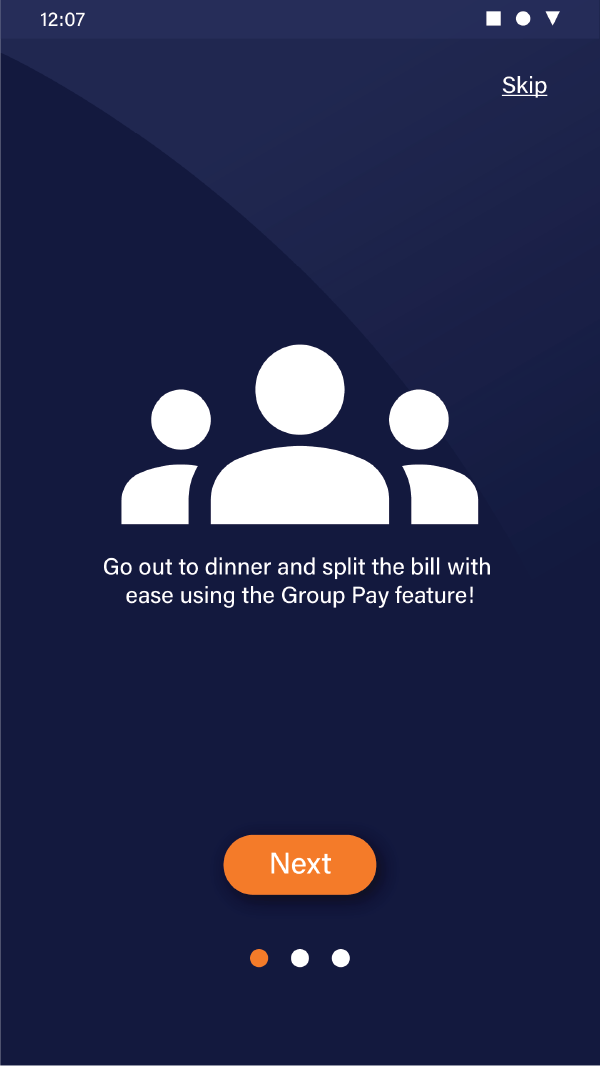 12:07
Skip
Go out to dinner and split the bill with
ease using the Group Pay feature!
Next